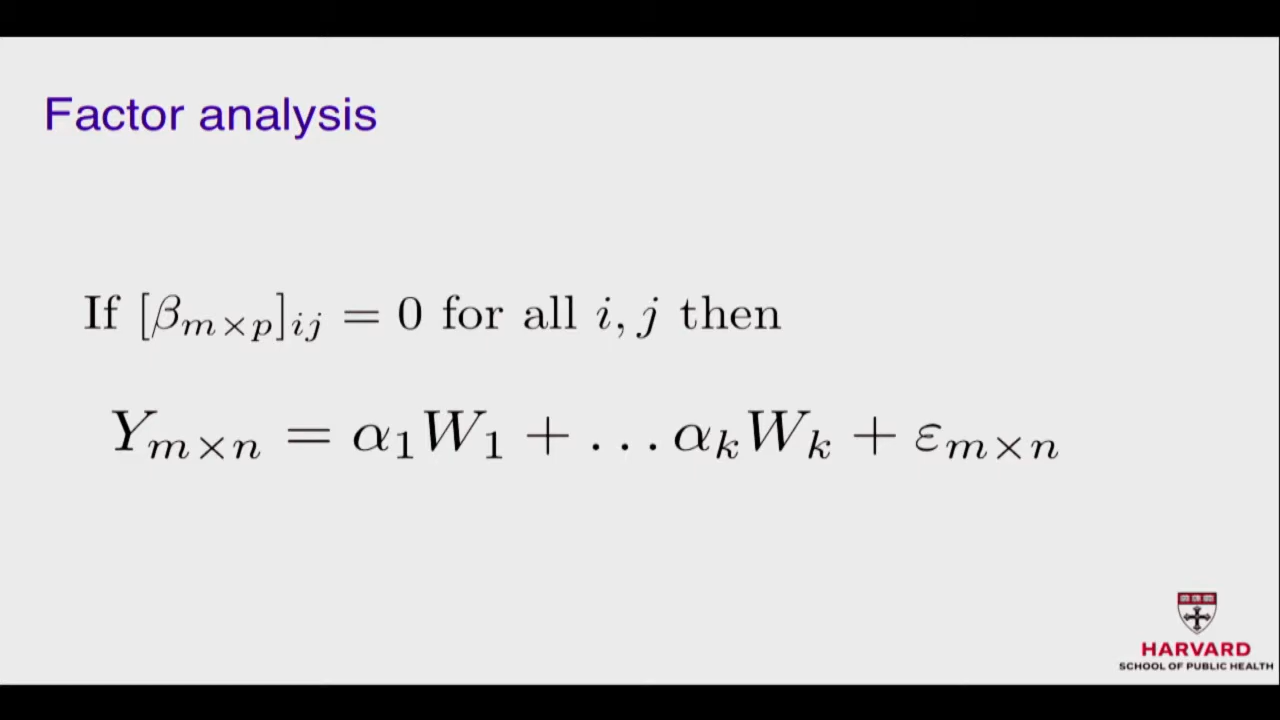 Factor analysis
If [β_{m×p}]_{ij} = 0 for all i, j then
Y_{m×n} = α_1W_1 + ... α_kW_k + ε_{m×n}
HARVARD
SCHOOL OF PUBLIC HEALTH